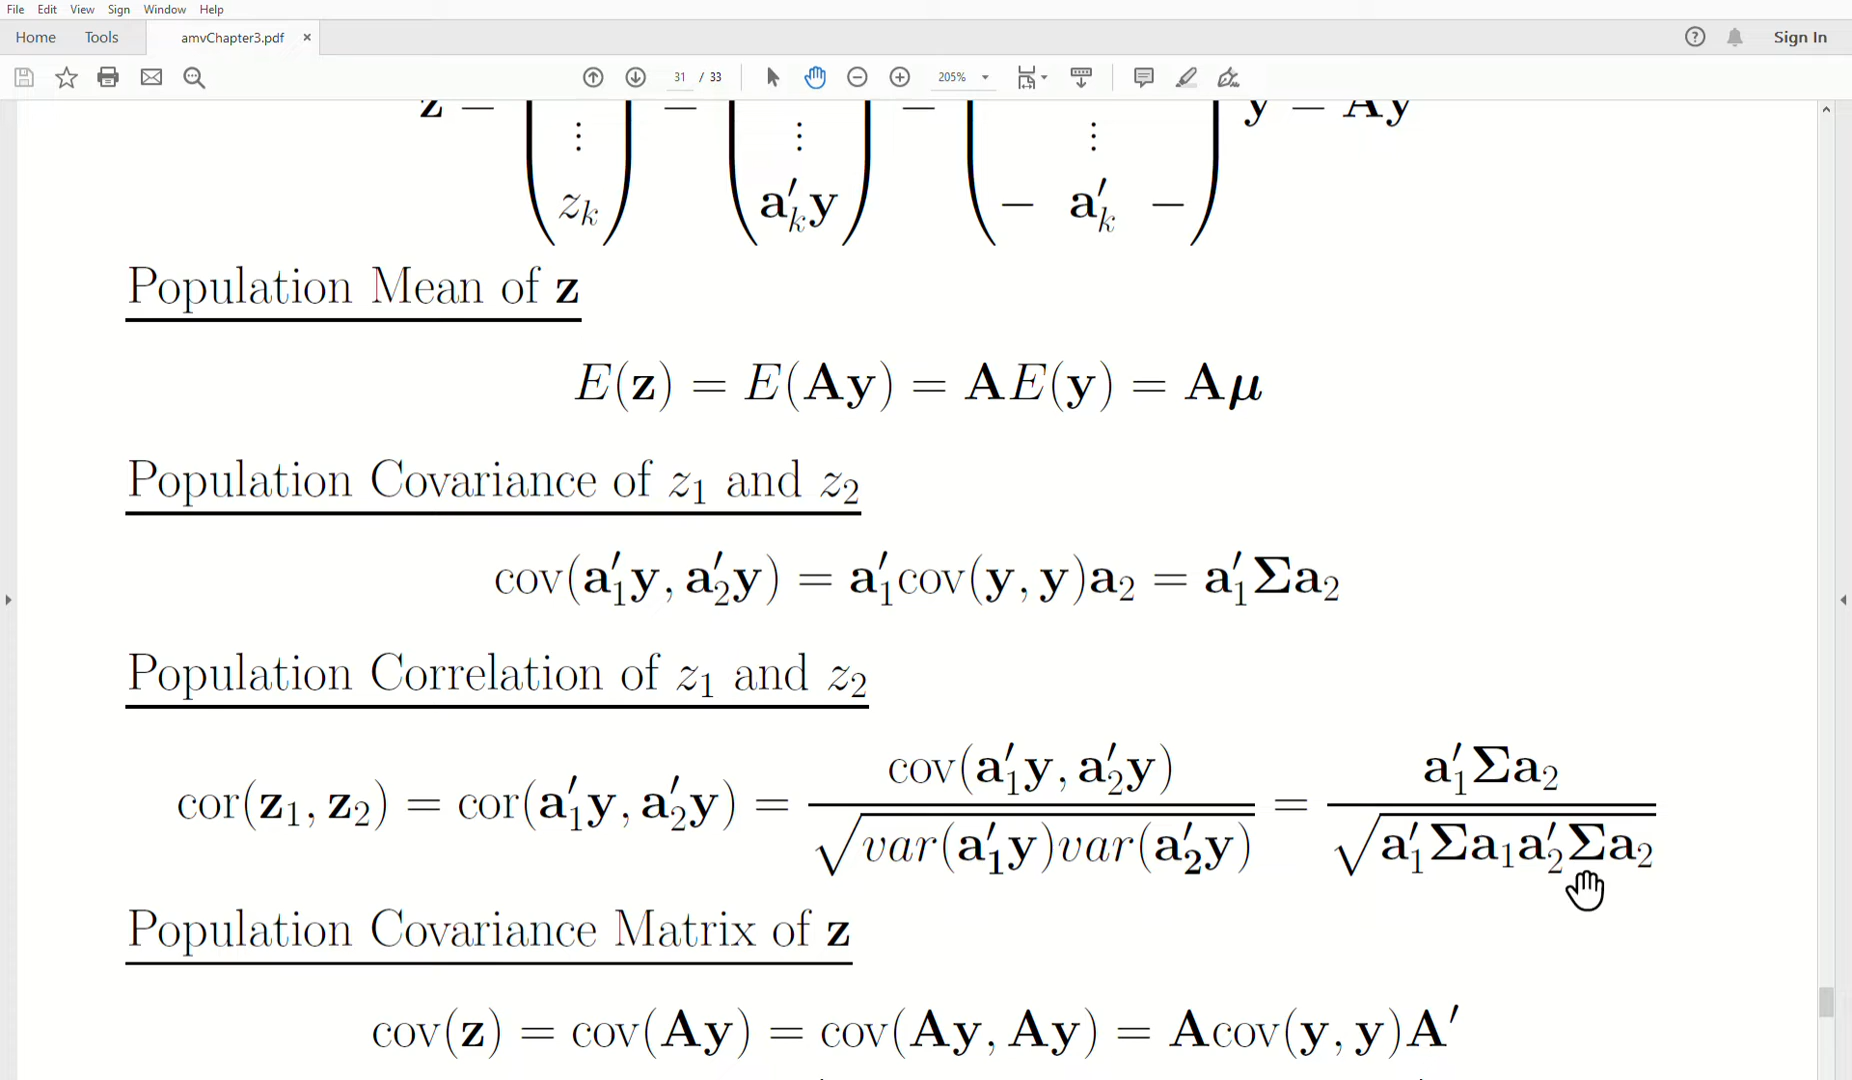 File Edit View Sign Window Help
Home Tools amvChapter3.pdf × Sign In
31 / 33 205%
z = ( ⋮ z_k ) = ( ⋮ a′_k y ) = ( ⋮ − a′_k − ) y = Ay
Population Mean of z
E(z) = E(Ay) = AE(y) = Aμ
Population Covariance of z₁ and z₂
cov(a′₁y, a′₂y) = a′₁cov(y, y)a₂ = a′₁Σa₂
Population Correlation of z₁ and z₂
cor(z₁, z₂) = cor(a′₁y, a′₂y) = cov(a′₁y, a′₂y) / √var(a′₁y)var(a′₂y) = a′₁Σa₂ / √a′₁Σa₁a′₂Σa₂
Population Covariance Matrix of z
cov(z) = cov(Ay) = cov(Ay, Ay) = Acov(y, y)A′